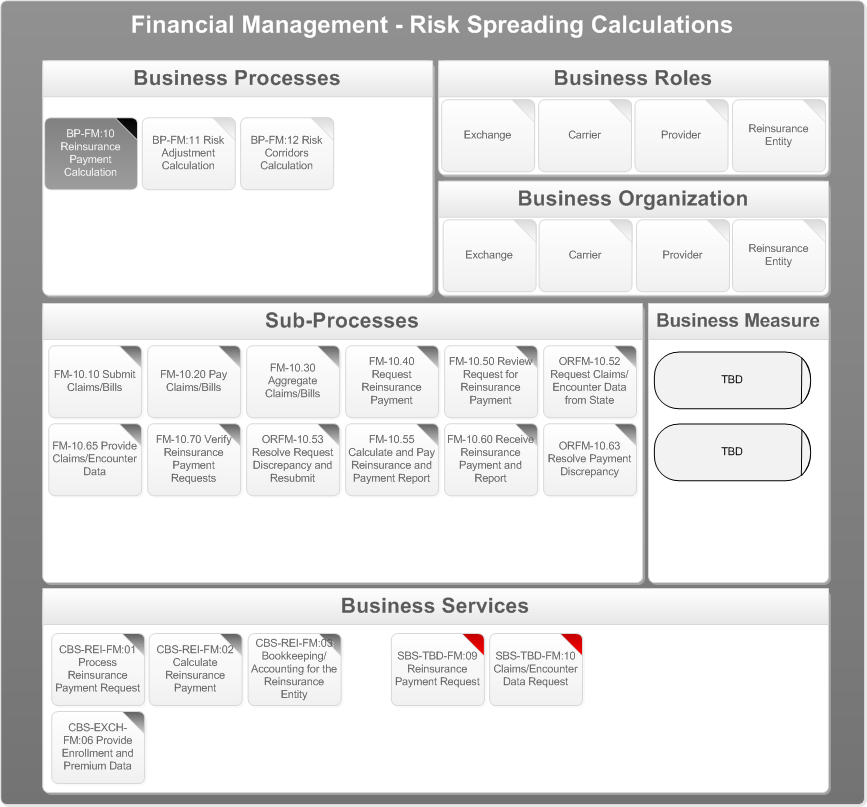 Financial Management - Risk Spreading Calculations
Business Processes
BP-FM:10
Reinsurance
Payment
Calculation
BP-FM:11 Risk
Adjustment
Calculation
BP-FM:12 Risk
Corridors
Calculation
Business Roles
Exchange
Carrier
Provider
Reinsurance
Entity
Business Organization
Exchange
Carrier
Provider
Reinsurance
Entity
Sub-Processes
FM-10.10 Submit
Claims/Bills
FM-10.20 Pay
Claims/Bills
FM-10.30
Aggregate
Claims/Bills
FM-10.40
Request
Reinsurance
Payment
FM-10.50 Review
Request for
Reinsurance
Payment
ORFM-10.52
Request Claims/
Encounter Data
from State
FM-10.65 Provide
Claims/Encounter
Data
FM-10.70 Verify
Reinsurance
Payment
Requests
ORFM-10.53
Resolve Request
Discrepancy and
Resubmit
FM-10.55
Calculate and Pay
Reinsurance and
Payment Report
FM-10.60 Receive
Reinsurance
Payment and
Report
ORFM-10.63
Resolve Payment
Discrepancy
Business Measure
TBD
TBD
Business Services
CBS-REI-FM:01
Process
Reinsurance
Payment Request
CBS-REI-FM:02
Calculate
Reinsurance
Payment
CBS-REI-FM:03
Bookkeeping/
Accounting for the
Reinsurance
Entity
SBS-TBD-FM:09
Reinsurance
Payment Request
SBS-TBD-FM:10
Claims/Encounter
Data Request
CBS-EXCH-
FM:06 Provide
Enrollment and
Premium Data